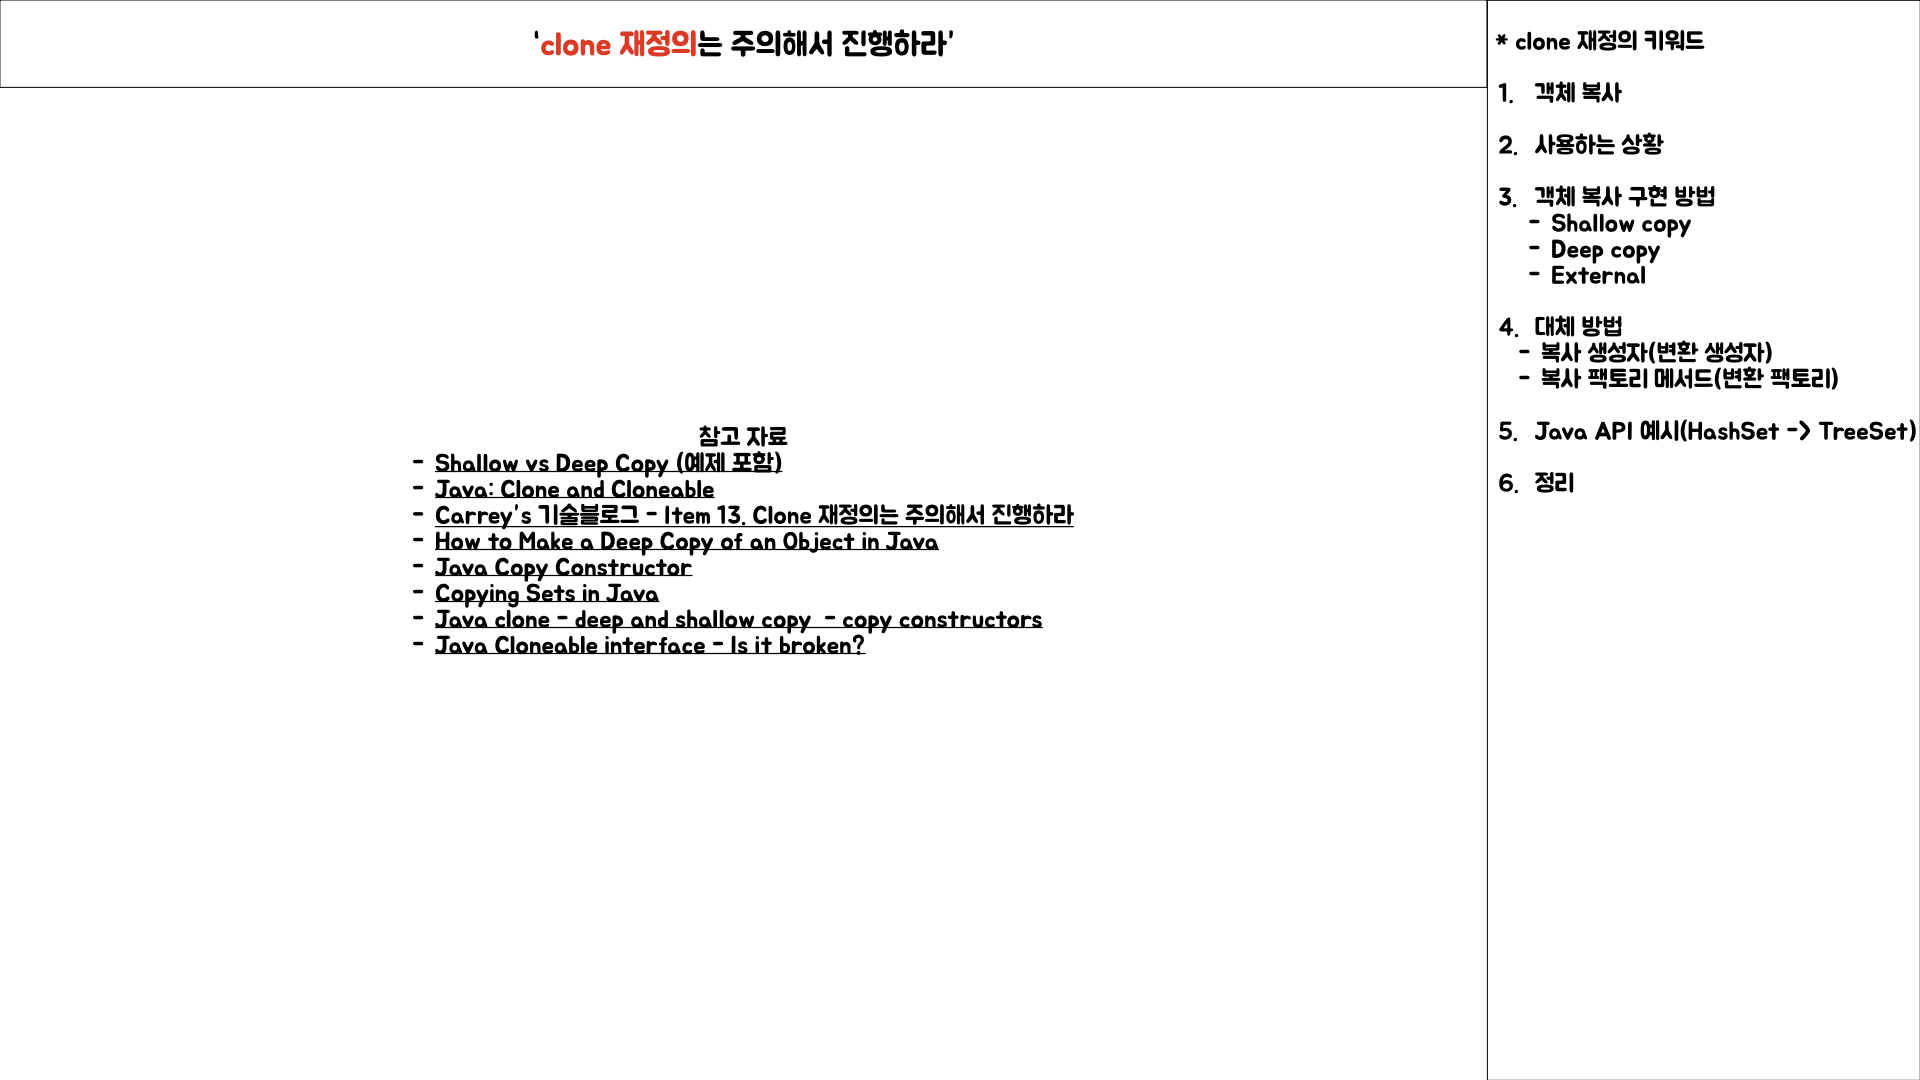 ‘clone 재정의는 주의해서 진행하라’
참고 자료
- Shallow vs Deep Copy (예제 포함)
- Java: Clone and Cloneable
- Carrey’s 기술블로그 - Item 13. Clone 재정의는 주의해서 진행하라
- How to Make a Deep Copy of an Object in Java
- Java Copy Constructor
- Copying Sets in Java
- Java clone - deep and shallow copy - copy constructors
- Java Cloneable interface - Is it broken?
* clone 재정의 키워드
1. 객체 복사
2. 사용하는 상황
3. 객체 복사 구현 방법
- Shallow copy
- Deep copy
- External
4. 대체 방법
- 복사 생성자(변환 생성자)
- 복사 팩토리 메서드(변환 팩토리)
5. Java API 예시(HashSet -> TreeSet)
6. 정리